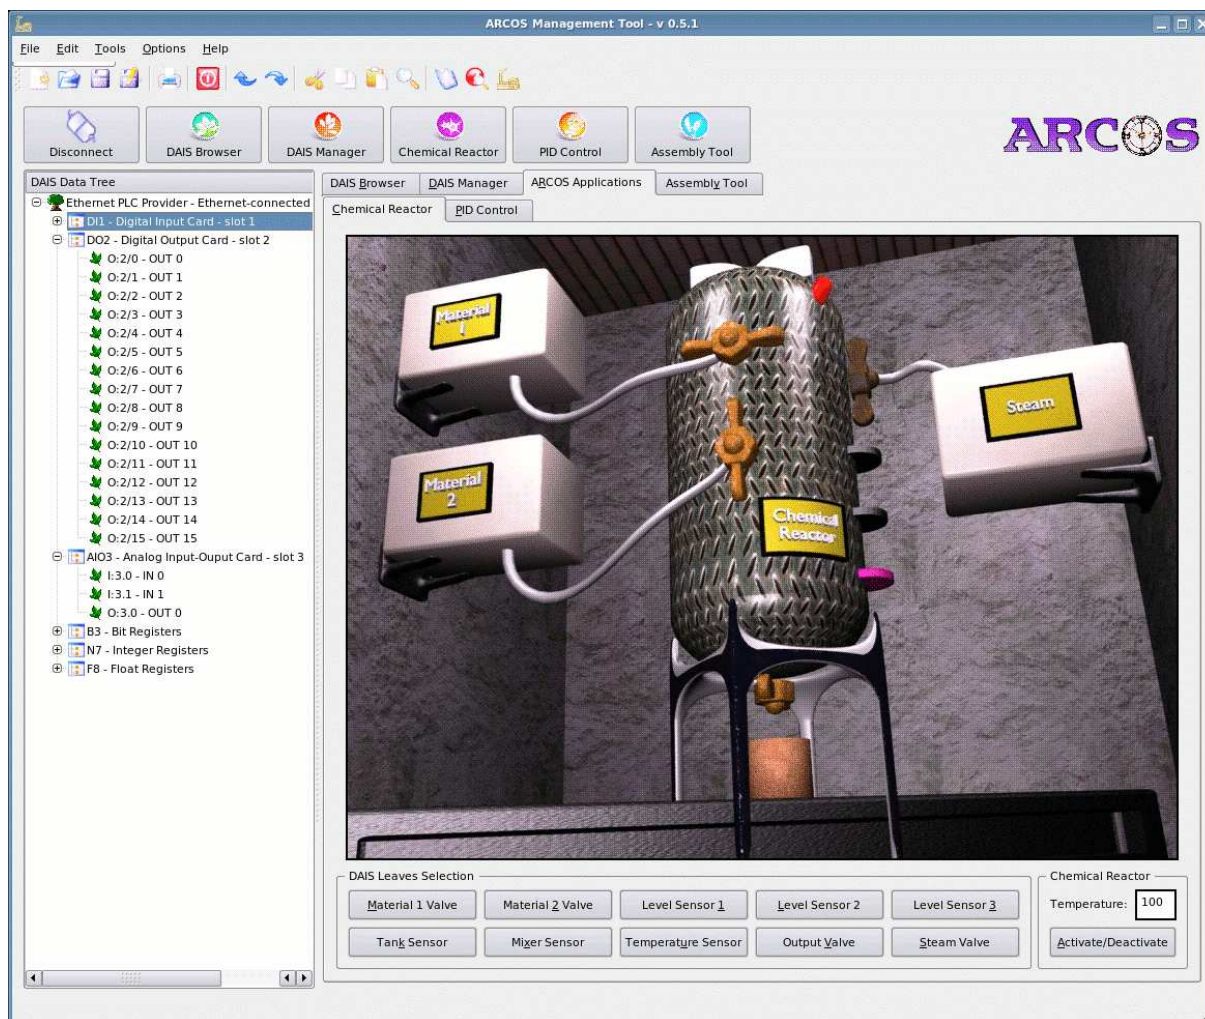 ARCOS Management Tool - v 0.5.1
File Edit Tools Options Help
Disconnect DAIS Browser DAIS Manager Chemical Reactor PID Control Assembly Tool
ARCOS
DAIS Data Tree
DAIS Browser DAIS Manager ARCOS Applications Assembly Tool
Ethernet PLC Provider - Ethernet-connected
Chemical Reactor PID Control
DI1 - Digital Input Card - slot 1
DO2 - Digital Output Card - slot 2
O:2/0 - OUT 0
O:2/1 - OUT 1
O:2/2 - OUT 2
O:2/3 - OUT 3
O:2/4 - OUT 4
O:2/5 - OUT 5
O:2/6 - OUT 6
O:2/7 - OUT 7
O:2/8 - OUT 8
O:2/9 - OUT 9
O:2/10 - OUT 10
O:2/11 - OUT 11
O:2/12 - OUT 12
O:2/13 - OUT 13
O:2/14 - OUT 14
O:2/15 - OUT 15
AIO3 - Analog Input-Ouput Card - slot 3
I:3.0 - IN 0
I:3.1 - IN 1
O:3.0 - OUT 0
B3 - Bit Registers
N7 - Integer Registers
F8 - Float Registers
Material
1
Steam
Material
2
Chemical
Reactor
DAIS Leaves Selection
Material 1 Valve Material 2 Valve Level Sensor 1 Level Sensor 2 Level Sensor 3
Tank Sensor Mixer Sensor Temperature Sensor Output Valve Steam Valve
Chemical Reactor
Temperature: 100
Activate/Deactivate